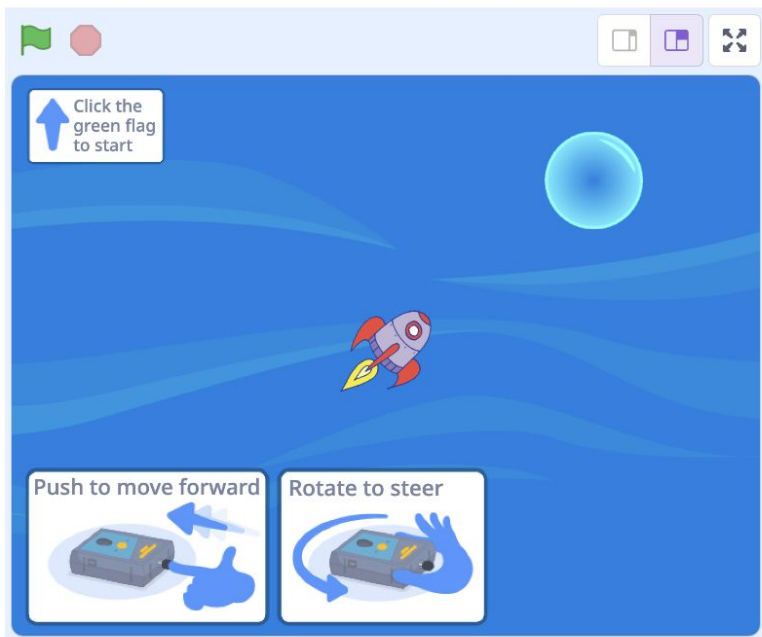 Click the
green flag
to start
Push to move forward
Rotate to steer